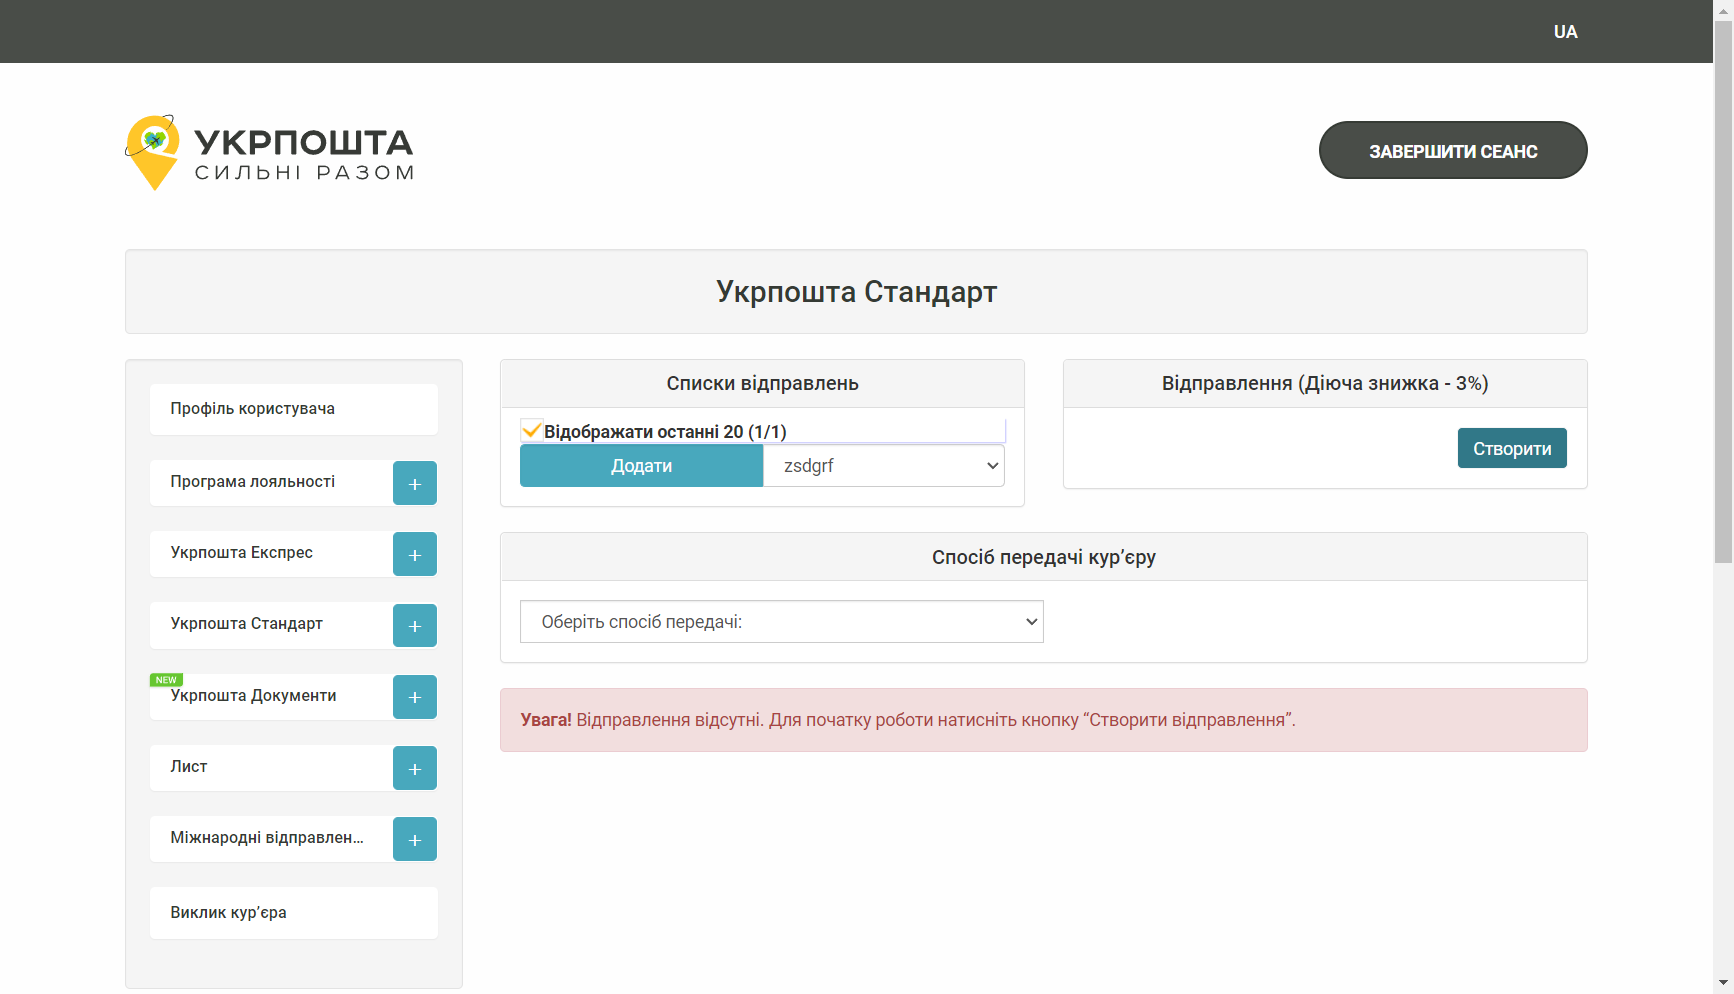 UA
УКРПОШТА
СИЛЬНІ РАЗОМ
ЗАВЕРШИТИ СЕАНС
Укрпошта Стандарт
Профіль користувача
Програма лояльності
+
Укрпошта Експрес
+
Укрпошта Стандарт
+
NEW
Укрпошта Документи
+
Лист
+
Міжнародні відправлен...
+
Виклик кур’єра
Списки відправлень
Відображати останні 20 (1/1)
Додати
zsdgrf
Відправлення (Діюча знижка - 3%)
Створити
Спосіб передачі кур’єру
Оберіть спосіб передачі:
Увага! Відправлення відсутні. Для початку роботи натисніть кнопку “Створити відправлення”.